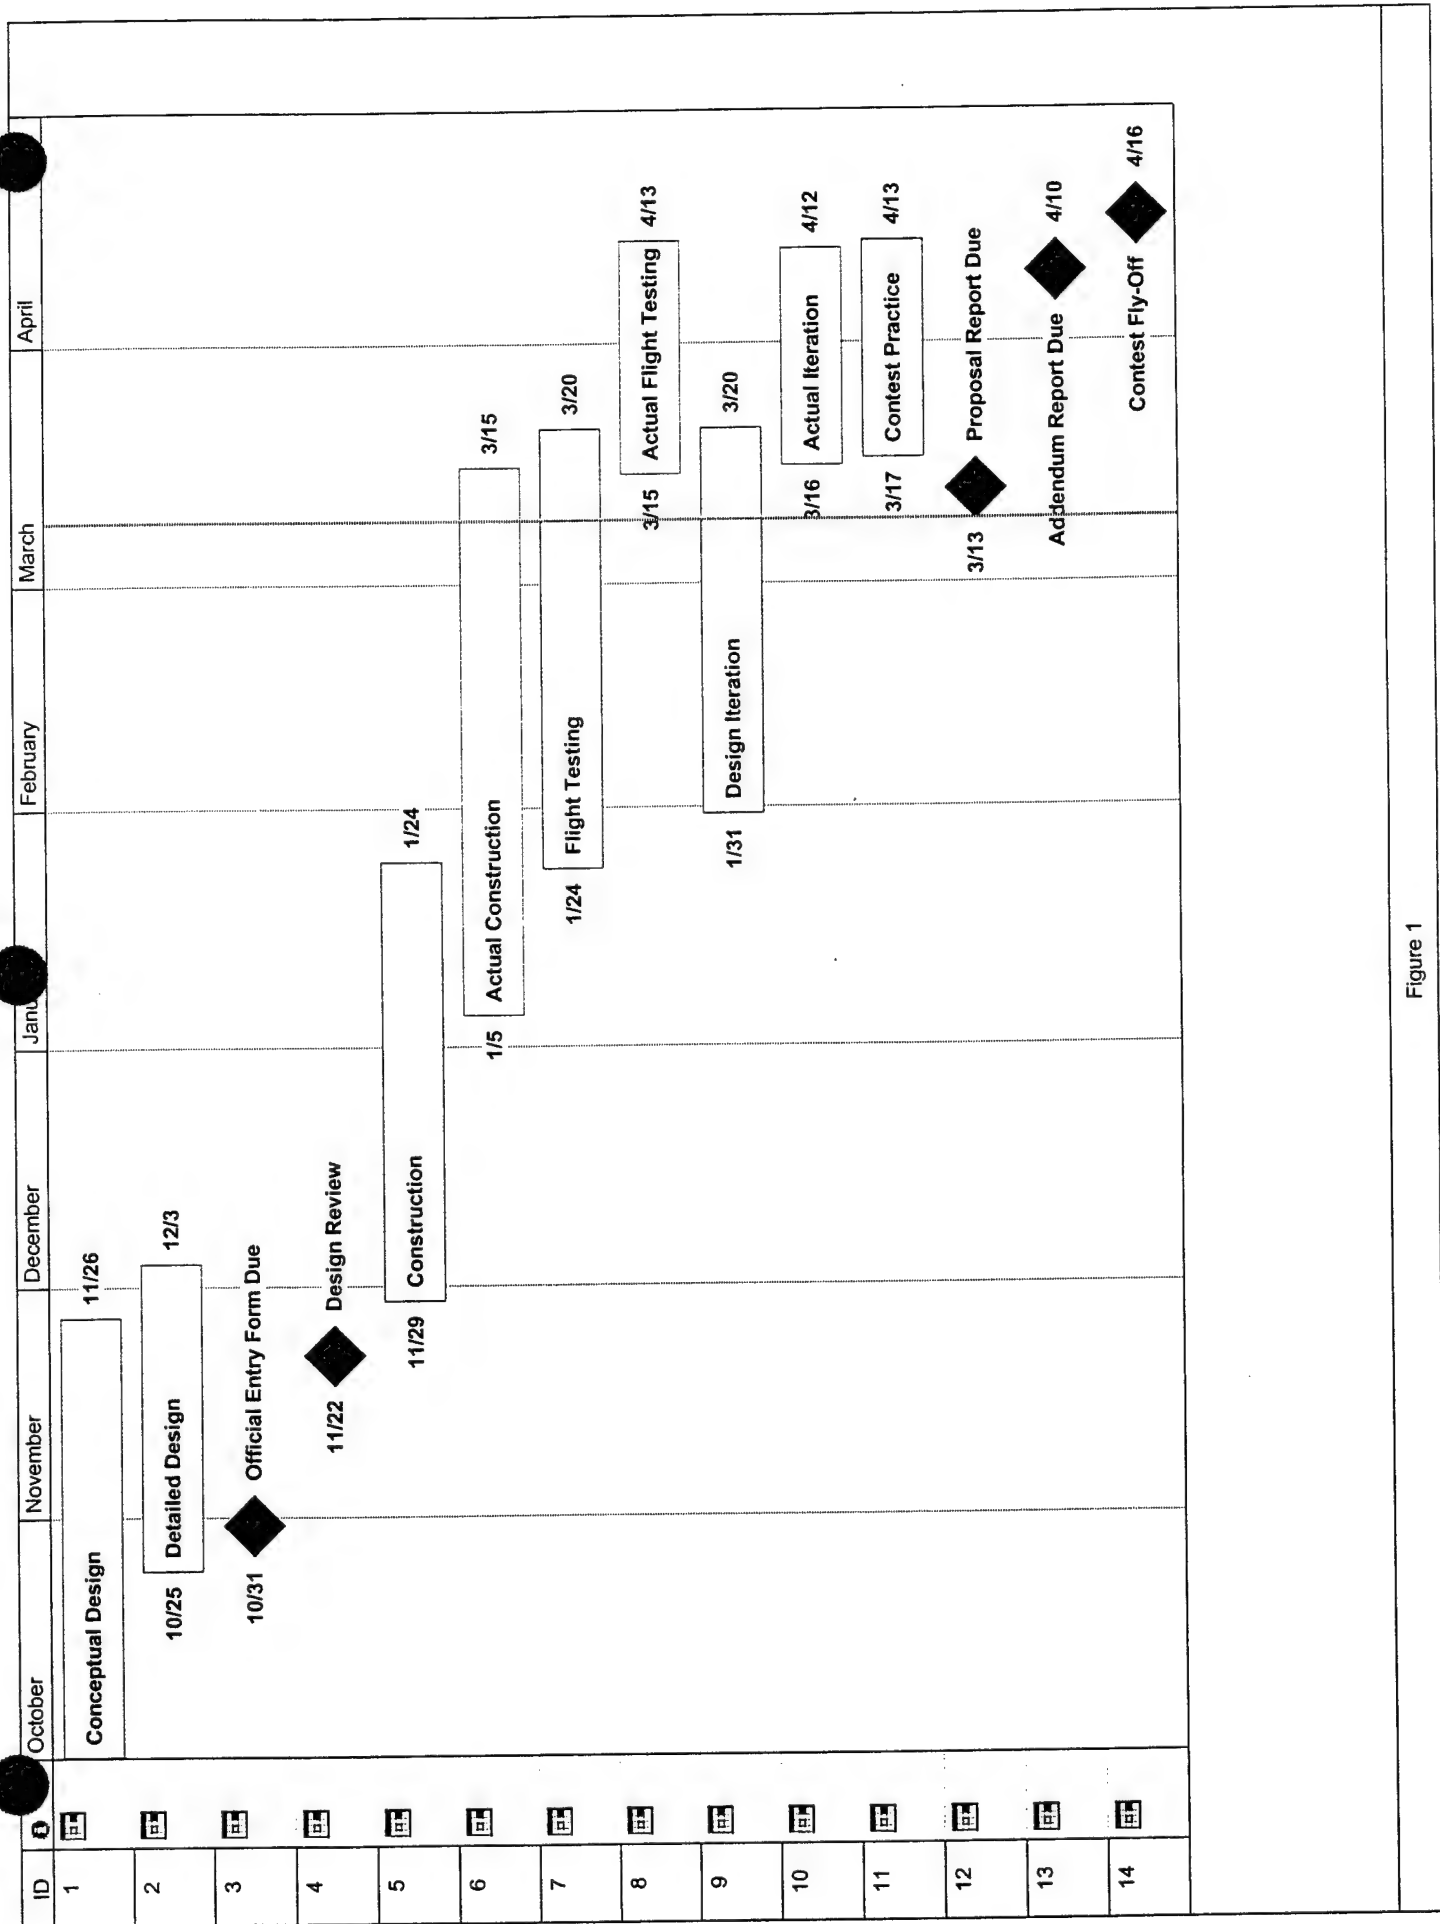 ID October November December Janu February March April
1 Conceptual Design 11/26
2 10/25 Detailed Design 12/3
3 10/31 Official Entry Form Due
4 11/22 Design Review
5 11/29 Construction 1/24
6 1/5 Actual Construction 3/15
7 1/24 Flight Testing 3/20
8 3/15 Actual Flight Testing 4/13
9 1/31 Design Iteration 3/20
10 3/16 Actual Iteration 4/12
11 3/17 Contest Practice 4/13
12 3/13 Proposal Report Due
13 Addendum Report Due 4/10
14 Contest Fly-Off 4/16
Figure 1